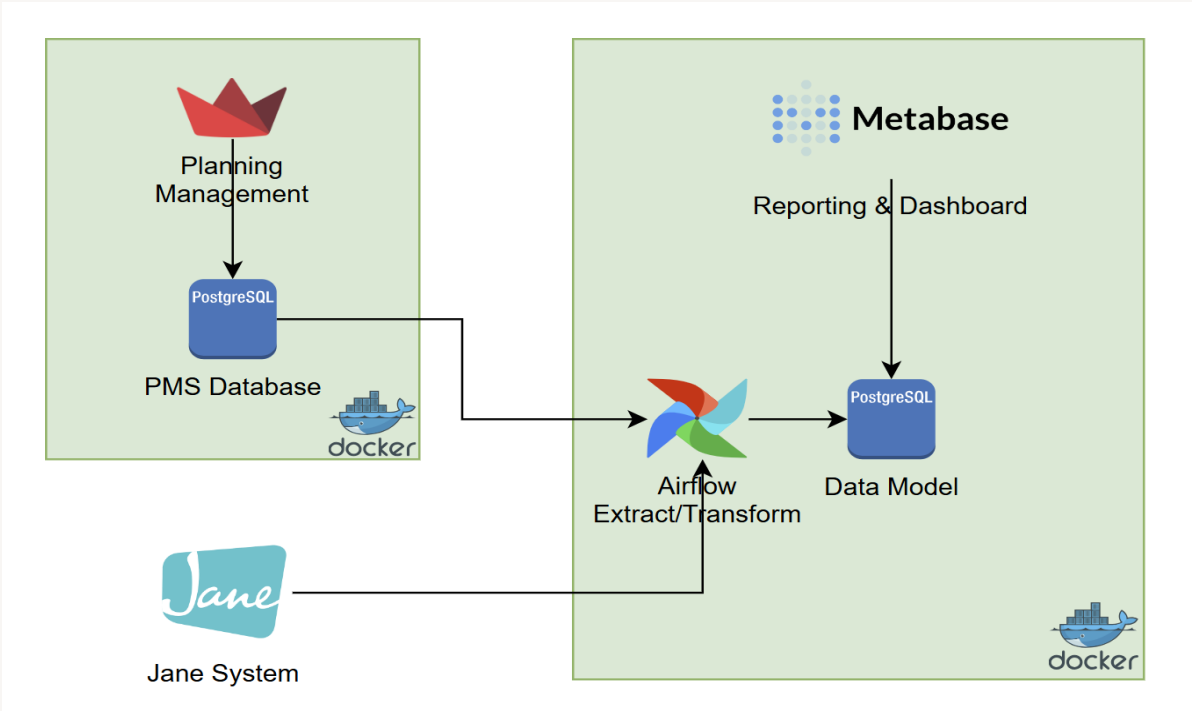 Planning
Management
PostgreSQL
PMS Database
docker
Jane
Jane System
Metabase
Reporting & Dashboard
Airflow
Extract/Transform
PostgreSQL
Data Model
docker